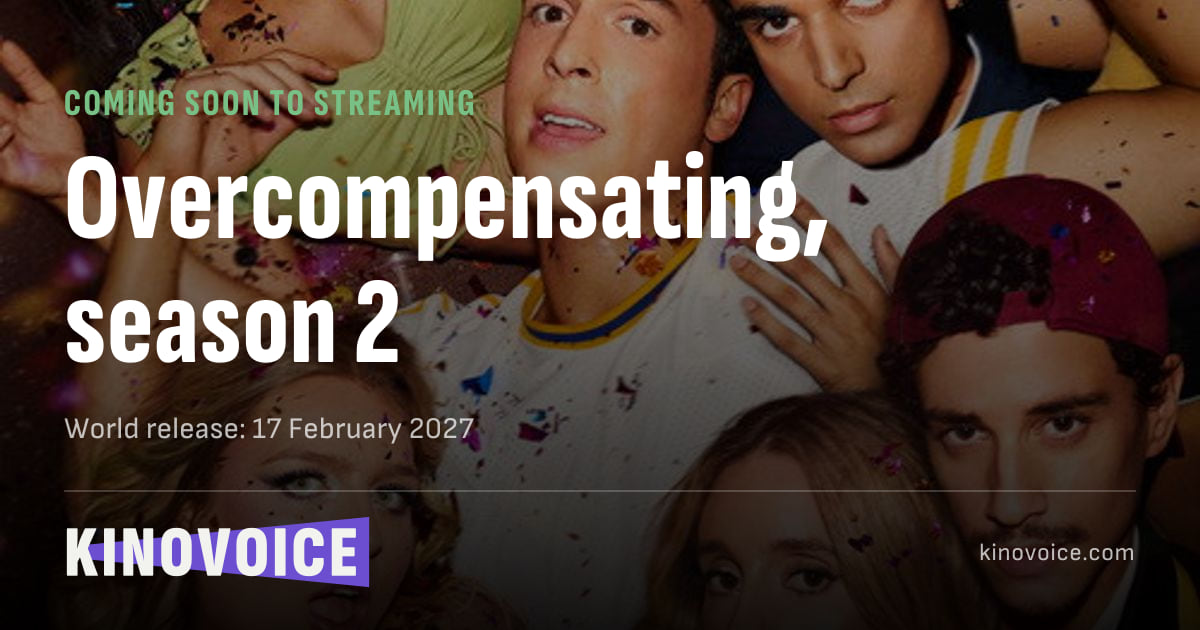 COMING SOON TO STREAMING
Overcompensating,
season 2
World release: 17 February 2027
KINOVOICE
kinovoice.com